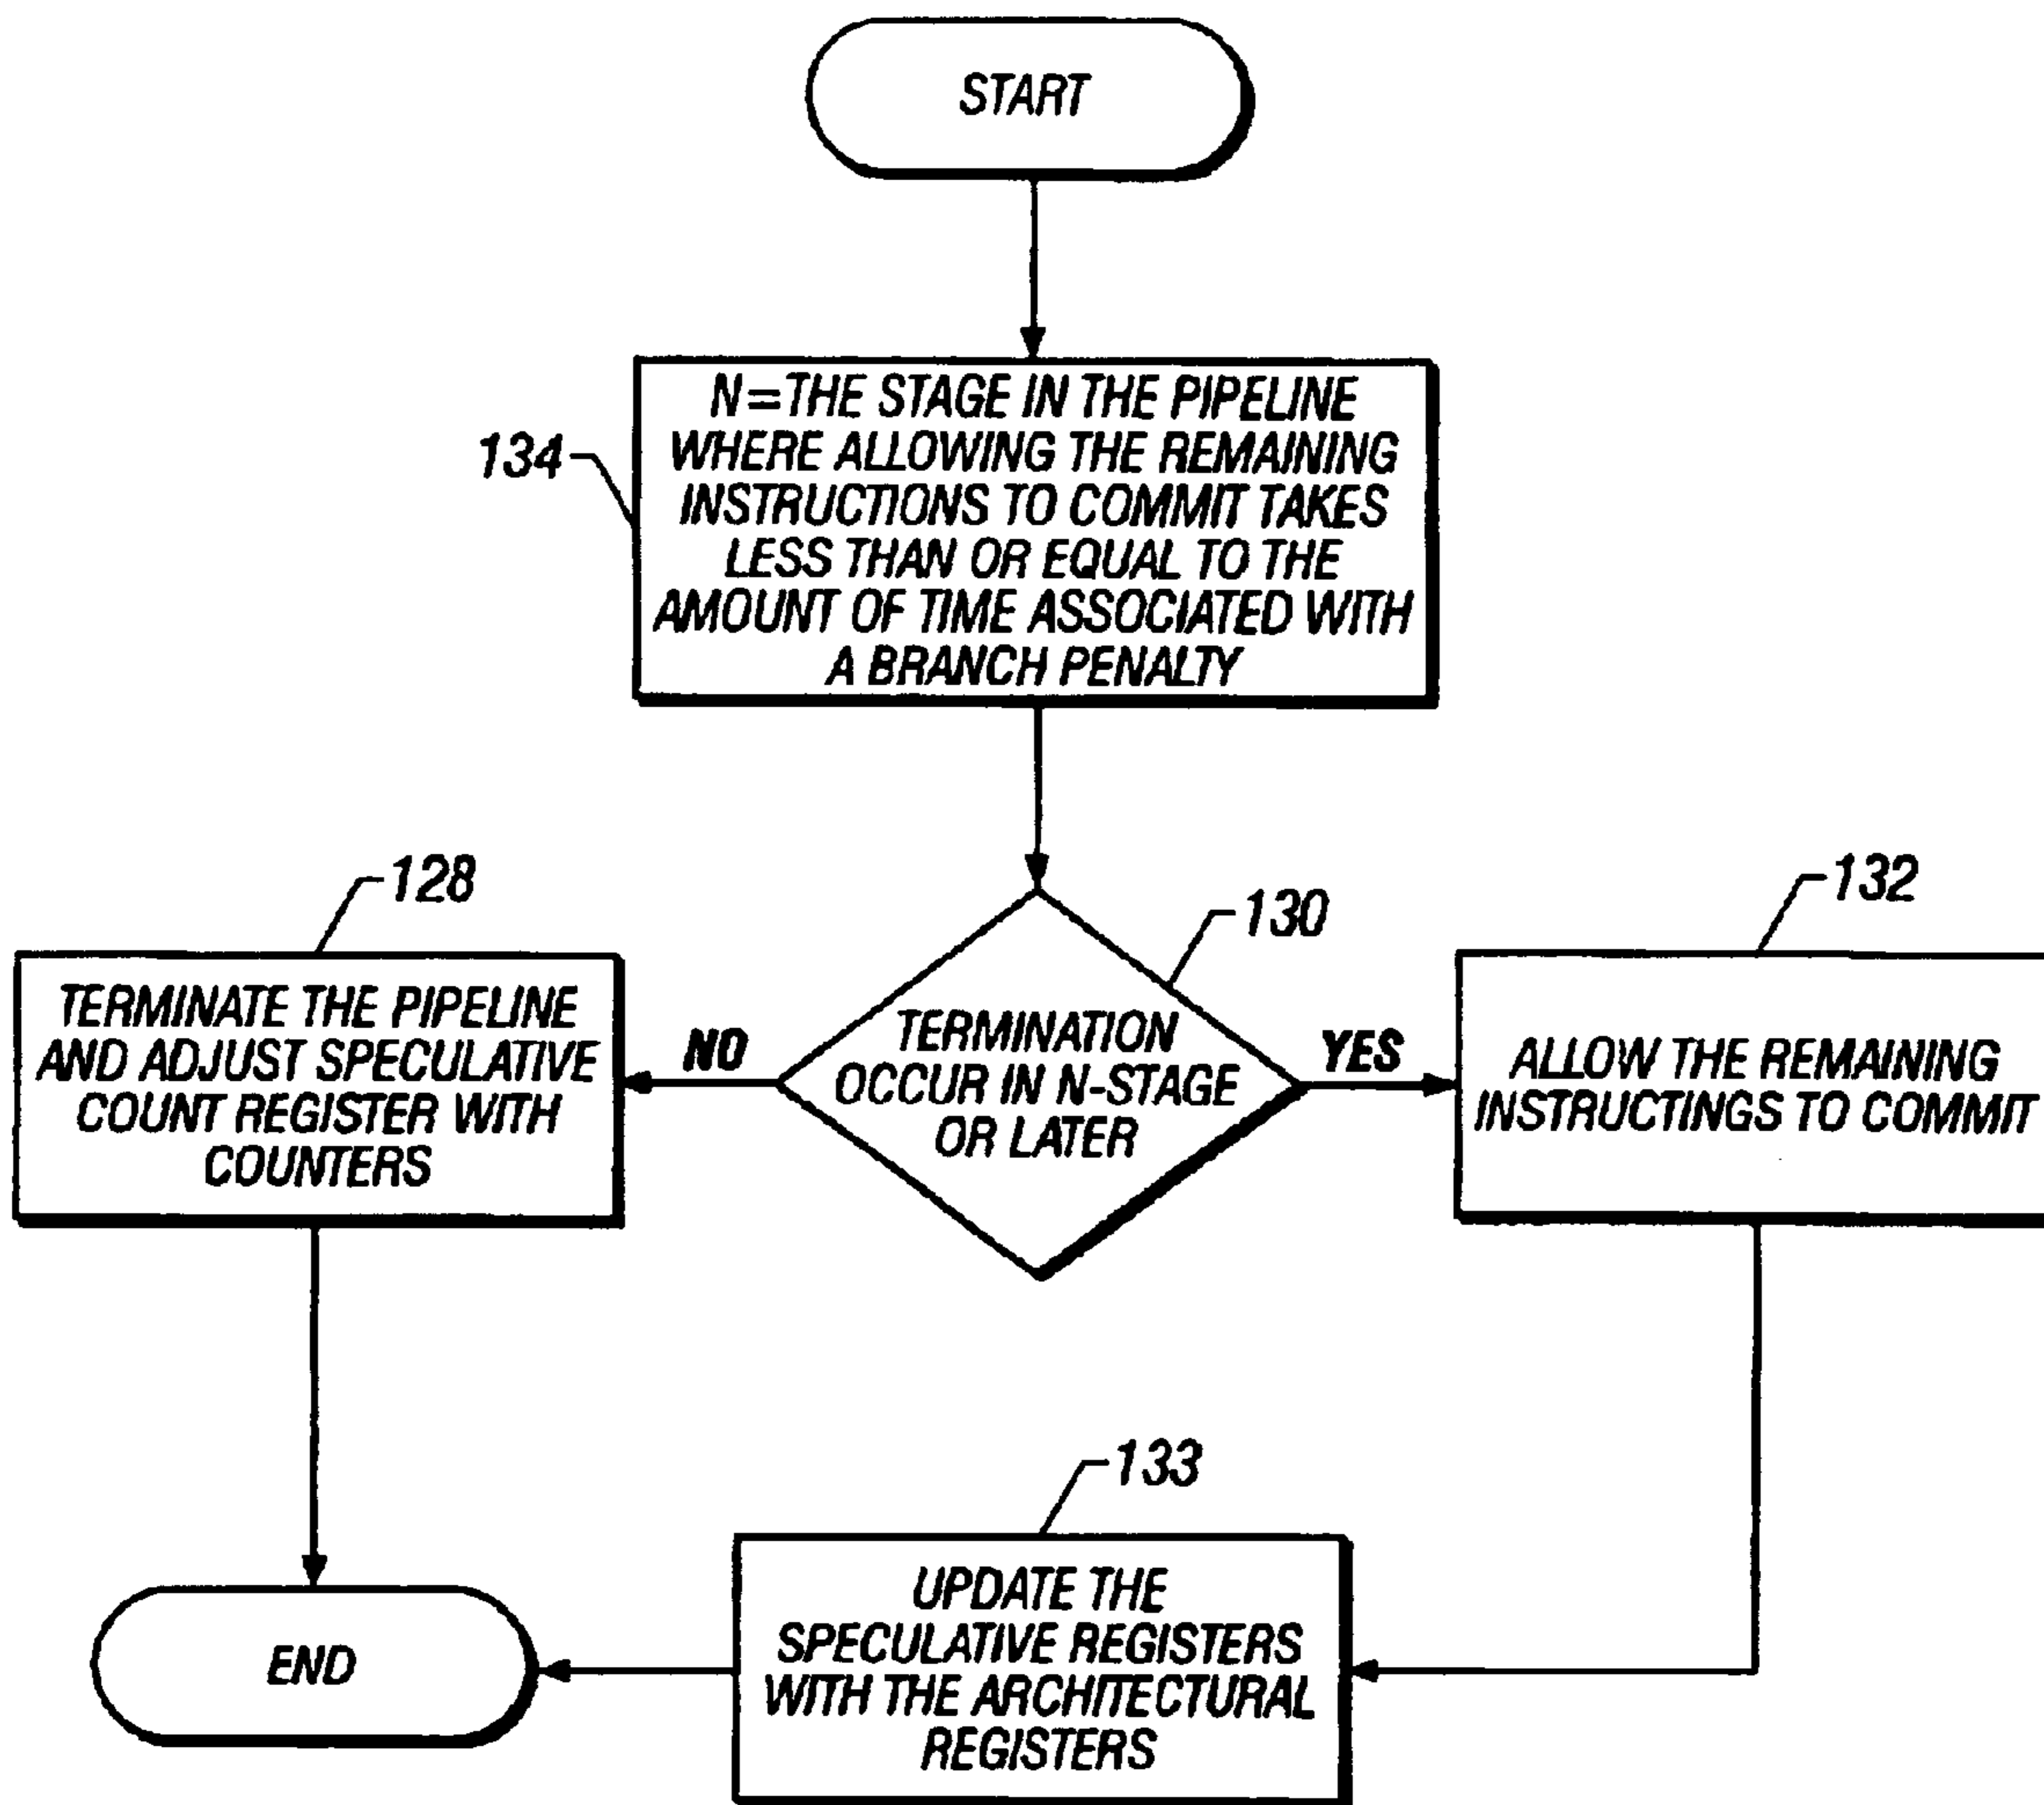 START
134
N=THE STAGE IN THE PIPELINE
WHERE ALLOWING THE REMAINING
INSTRUCTIONS TO COMMIT TAKES
LESS THAN OR EQUAL TO THE
AMOUNT OF TIME ASSOCIATED WITH
A BRANCH PENALTY
128
TERMINATE THE PIPELINE
AND ADJUST SPECULATIVE
COUNT REGISTER WITH
COUNTERS
NO
130
TERMINATION
OCCUR IN N-STAGE
OR LATER
YES
132
ALLOW THE REMAINING
INSTRUCTINGS TO COMMIT
133
UPDATE THE
SPECULATIVE REGISTERS
WITH THE ARCHITECTURAL
REGISTERS
END